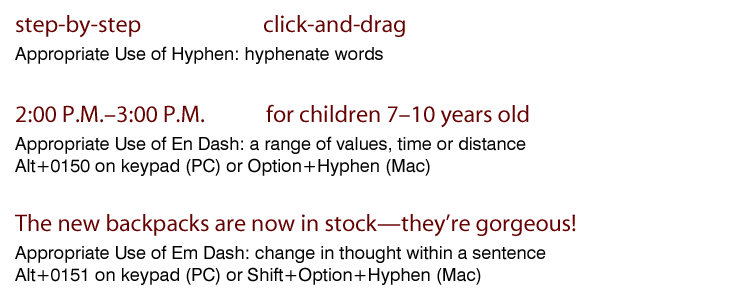 step-by-step click-and-drag
Appropriate Use of Hyphen: hyphenate words
2:00 P.M.–3:00 P.M. for children 7–10 years old
Appropriate Use of En Dash: a range of values, time or distance
Alt+0150 on keypad (PC) or Option+Hyphen (Mac)
The new backpacks are now in stock—they’re gorgeous!
Appropriate Use of Em Dash: change in thought within a sentence
Alt+0151 on keypad (PC) or Shift+Option+Hyphen (Mac)